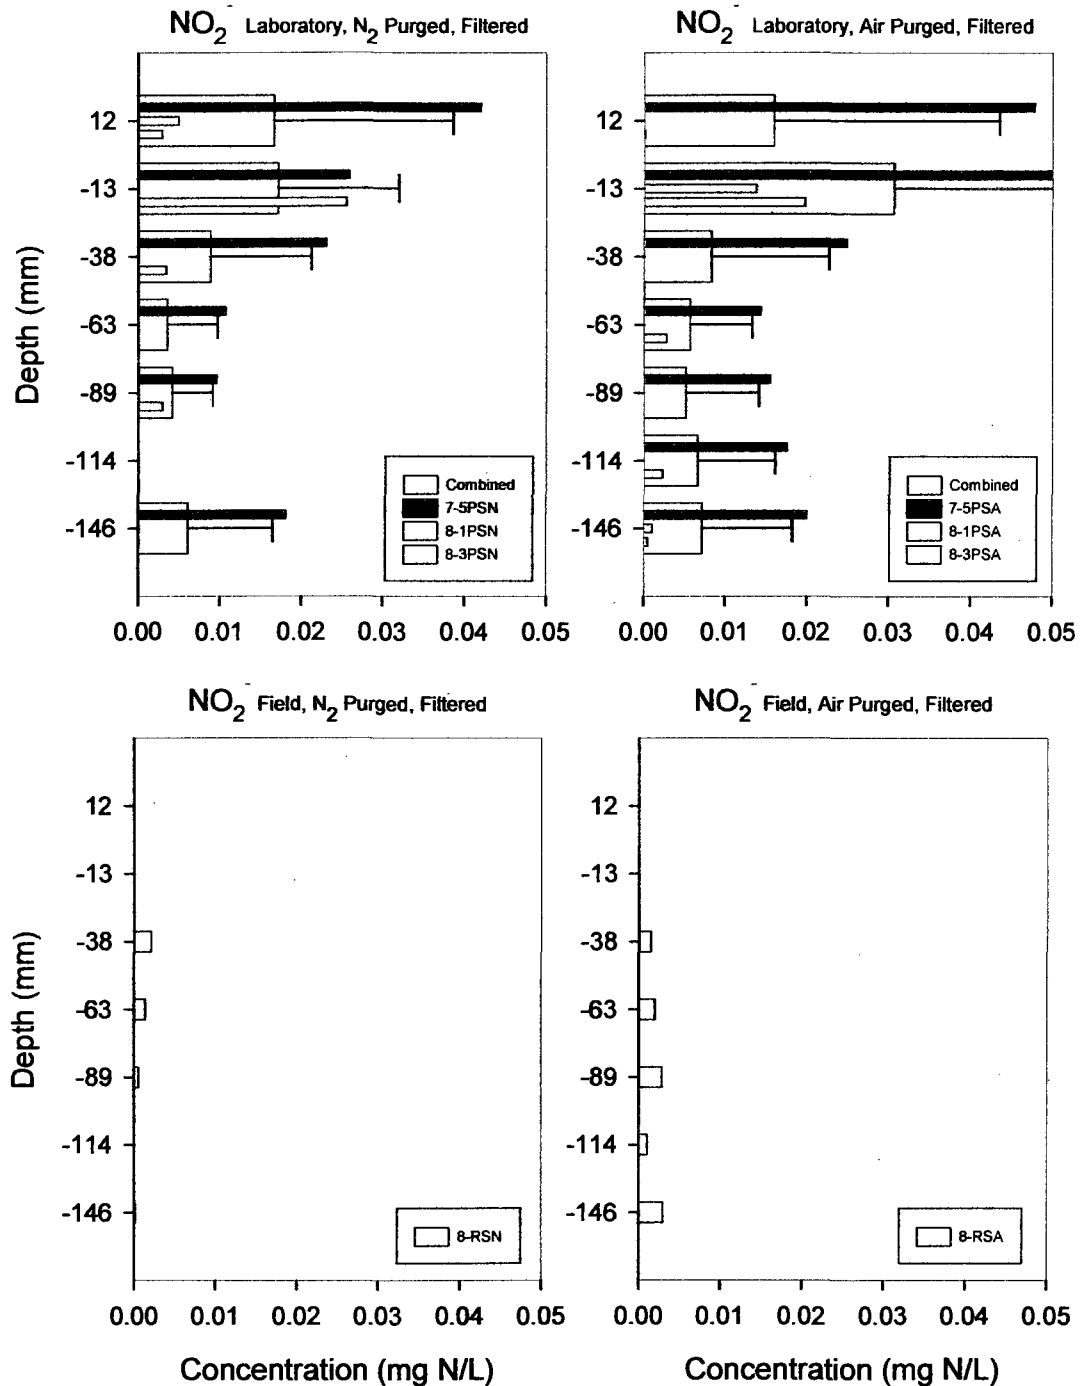 NO2- Laboratory, N2 Purged, Filtered
NO2- Laboratory, Air Purged, Filtered
Depth (mm)
12
-13
-38
-63
-89
-114
-146
Combined
7-5PSN
8-1PSN
8-3PSN
0.00 0.01 0.02 0.03 0.04 0.05
12
-13
-38
-63
-89
-114
-146
Combined
7-5PSA
8-1PSA
8-3PSA
0.00 0.01 0.02 0.03 0.04 0.05
NO2- Field, N2 Purged, Filtered
NO2- Field, Air Purged, Filtered
Depth (mm)
12
-13
-38
-63
-89
-114
-146
8-RSN
0.00 0.01 0.02 0.03 0.04 0.05
Concentration (mg N/L)
12
-13
-38
-63
-89
-114
-146
8-RSA
0.00 0.01 0.02 0.03 0.04 0.05
Concentration (mg N/L)